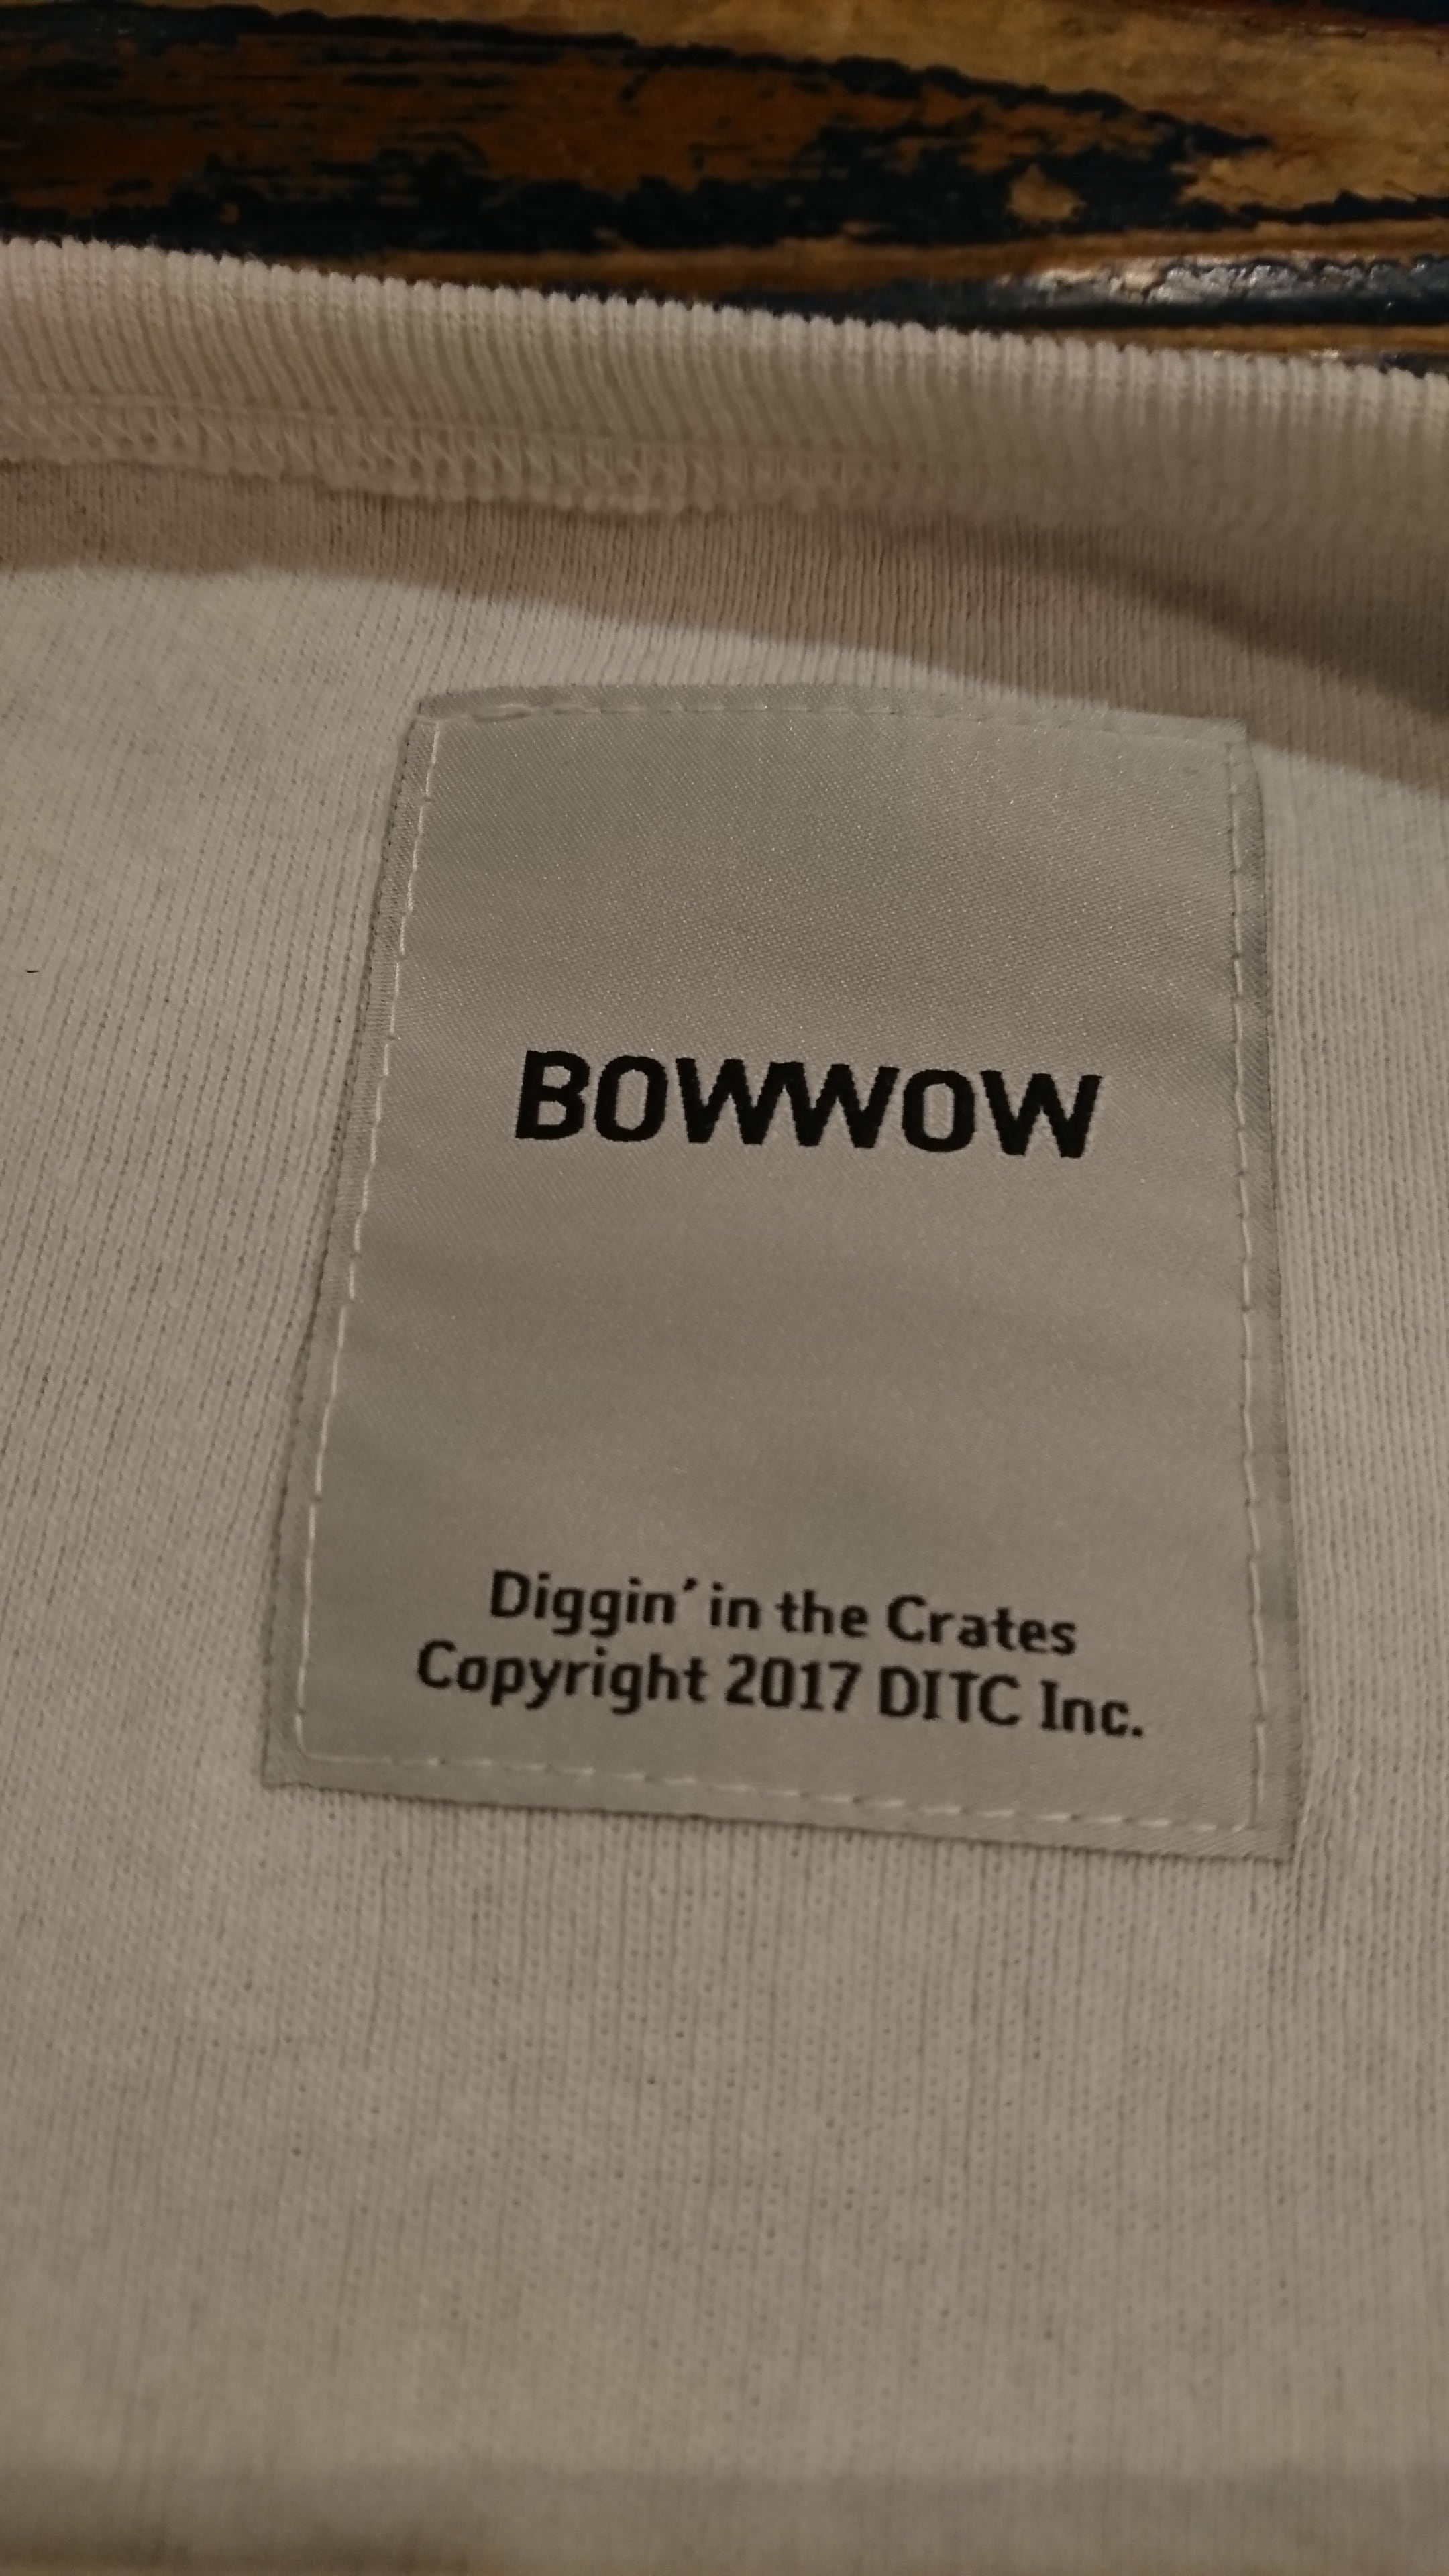 BOWWOW
Diggin' in the Crates
Copyright 2017 DITC Inc.